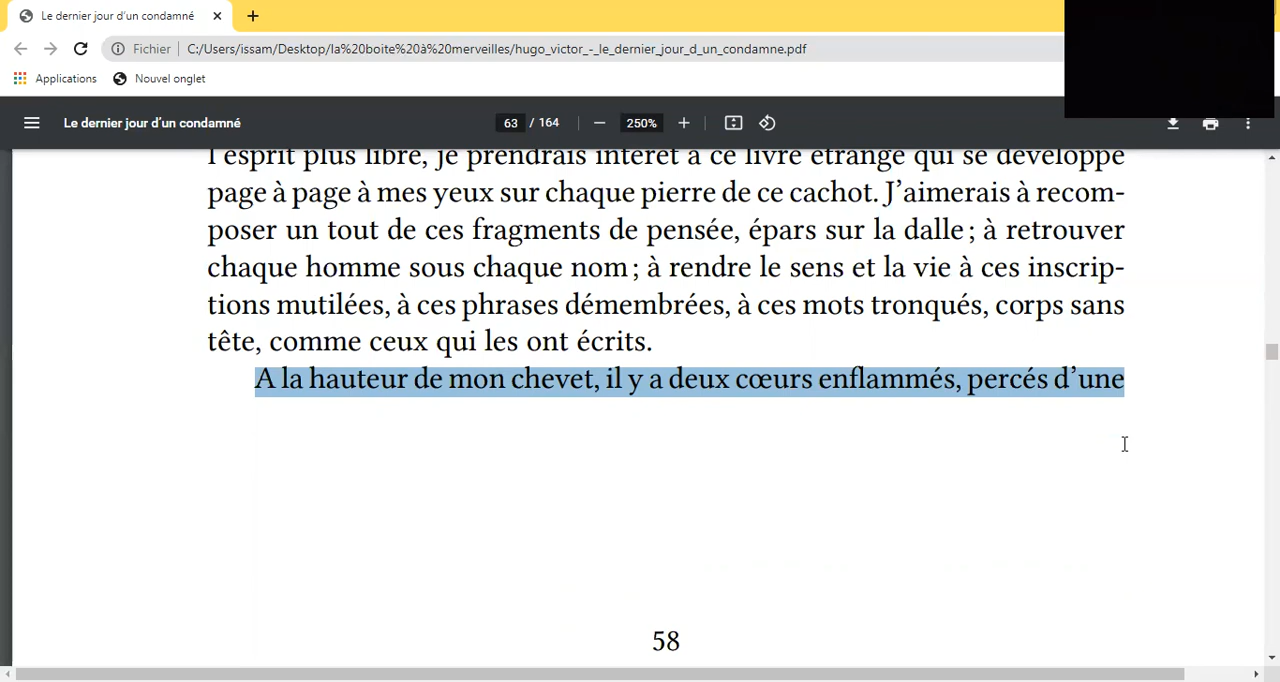 Le dernier jour d'un condamné
Fichier C:/Users/issam/Desktop/la%20boite%20à%20merveilles/hugo_victor_-_le_dernier_jour_d_un_condamne.pdf
Applications Nouvel onglet
Le dernier jour d'un condamné 63 / 164 250%
l'esprit plus libre, je prendrais intérêt à ce livre étrange qui se développe
page à page à mes yeux sur chaque pierre de ce cachot. J'aimerais à recom-
poser un tout de ces fragments de pensée, épars sur la dalle ; à retrouver
chaque homme sous chaque nom ; à rendre le sens et la vie à ces inscrip-
tions mutilées, à ces phrases démembrées, à ces mots tronqués, corps sans
tête, comme ceux qui les ont écrits.
A la hauteur de mon chevet, il y a deux cœurs enflammés, percés d'une
58